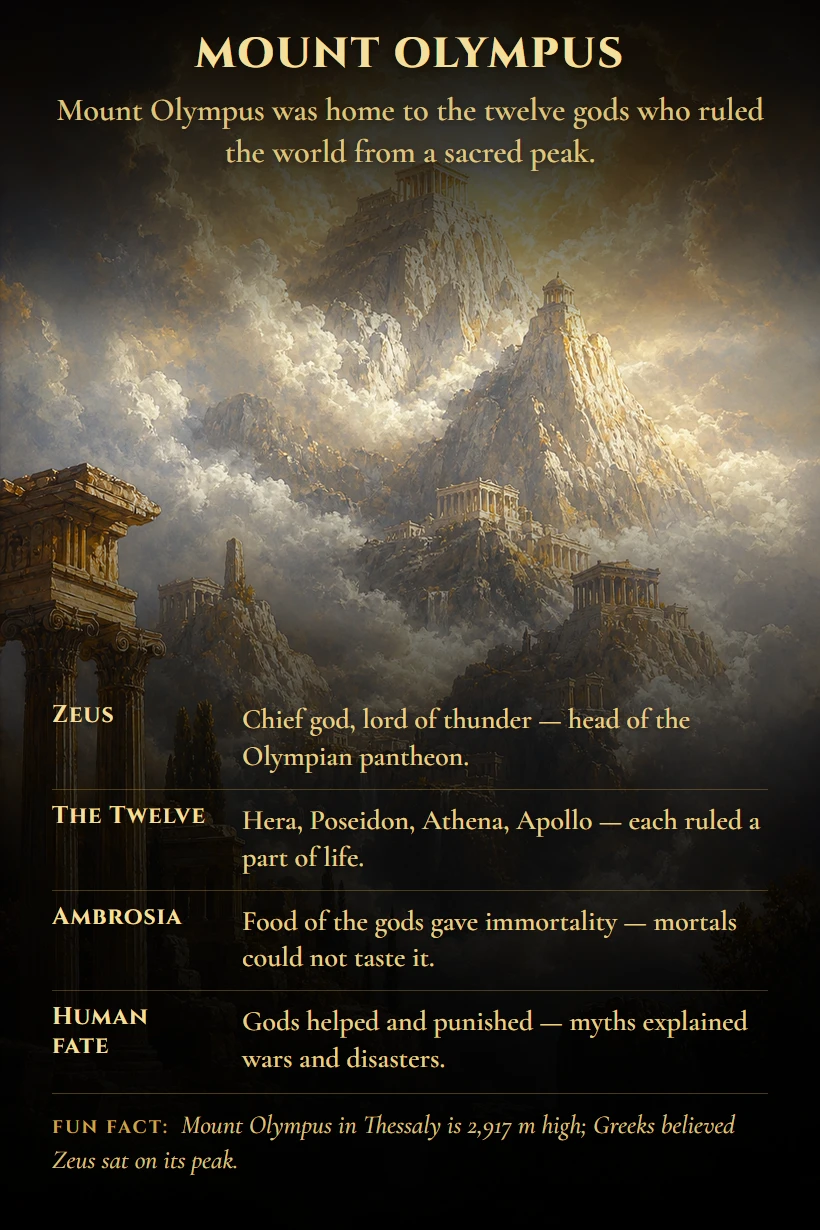 MOUNT OLYMPUS
Mount Olympus was home to the twelve gods who ruled
the world from a sacred peak.
ZEUS
Chief god, lord of thunder — head of the
Olympian pantheon.
THE TWELVE
Hera, Poseidon, Athena, Apollo — each ruled a
part of life.
AMBROSIA
Food of the gods gave immortality — mortals
could not taste it.
HUMAN
FATE
Gods helped and punished — myths explained
wars and disasters.
FUN FACT: Mount Olympus in Thessaly is 2,917 m high; Greeks believed
Zeus sat on its peak.